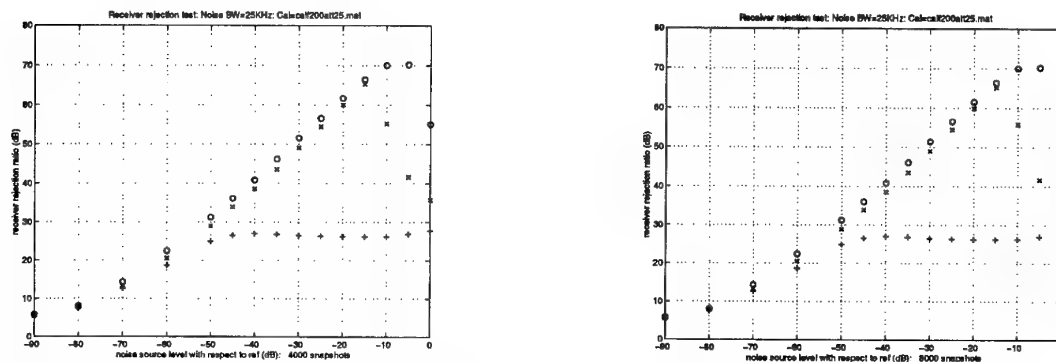 Receiver rejection test: Noise BW=25KHz: Cal=calf200att25.mat
receiver rejection ratio (dB)
80
70
60
50
40
30
20
10
0
-90 -80 -70 -60 -50 -40 -30 -20 -10 0
noise source level with respect to ref (dB): 4000 snapshots
Receiver rejection test: Noise BW=25KHz: Cal=calf200att25.mat
receiver rejection ratio (dB)
80
70
60
50
40
30
20
10
0
-90 -80 -70 -60 -50 -40 -30 -20 -10 0
noise source level with respect to ref (dB): 8000 snapshots